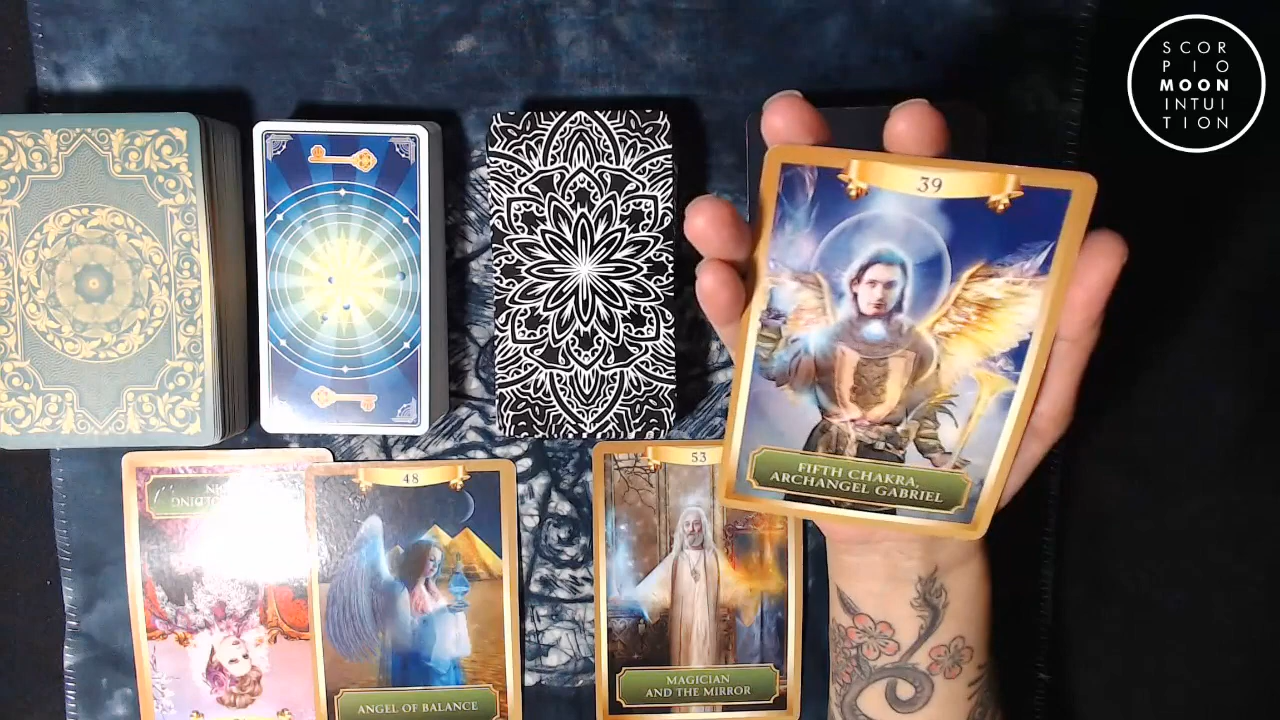 SCOR
PIO
MOON
INTUI
TION
39
FIFTH CHAKRA,
ARCHANGEL GABRIEL
48
ANGEL OF BALANCE
53
MAGICIAN
AND THE MIRROR